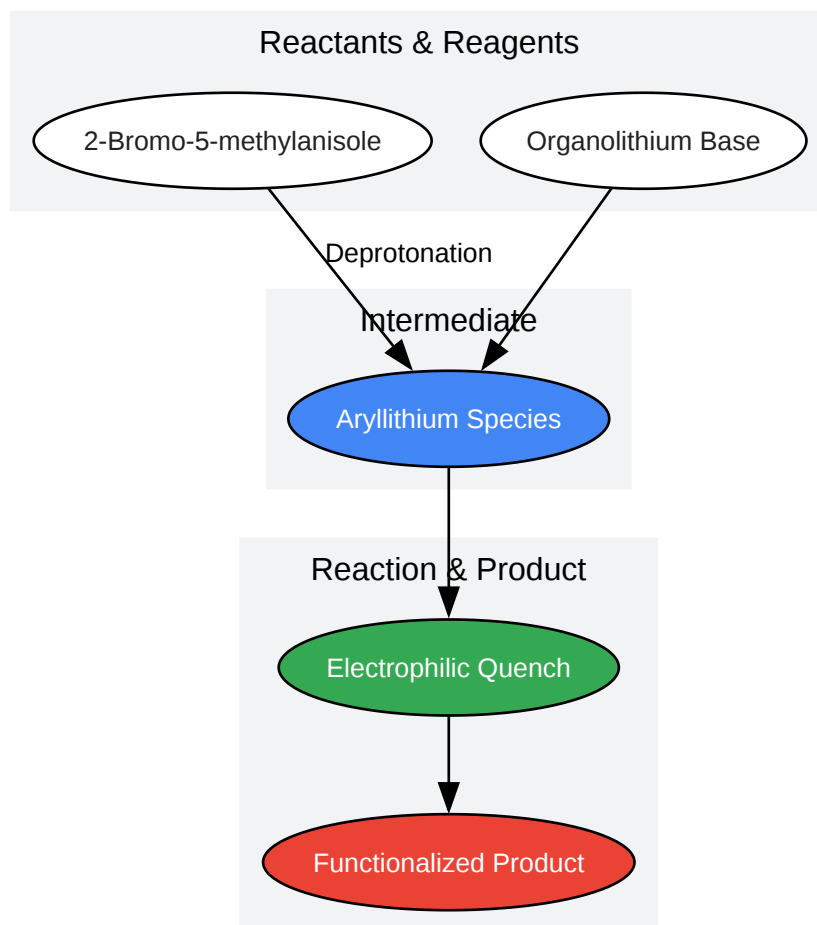 Reactants & Reagents
2-Bromo-5-methylanisole
Organolithium Base
Deprotonation
Intermediate
Aryllithium Species
Reaction & Product
Electrophilic Quench
Functionalized Product